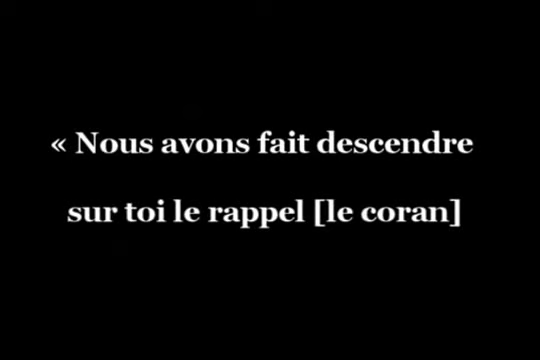 « Nous avons fait descendre
sur toi le rappel [le coran]